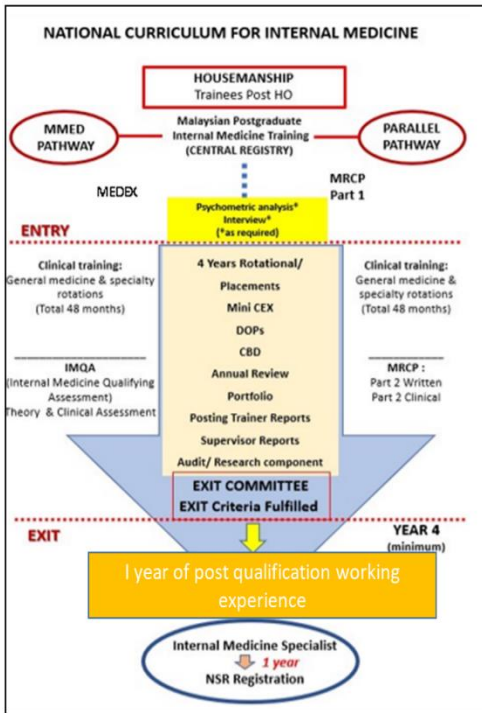 NATIONAL CURRICULUM FOR INTERNAL MEDICINE
HOUSEMANSHIP
Trainees Post HO
MMED
PATHWAY
Malaysian Postgraduate
Internal Medicine Training
(CENTRAL REGISTRY)
PARALLEL
PATHWAY
MEDEX
MRCP
Part 1
Psychometric analysis*
Interview*
(*as required)
ENTRY
Clinical training:
General medicine &
specialty
rotations
(Total 48 months)
IMQA
(Internal Medicine Qualifying
Assessment)
Theory & Clinical Assessment
4 Years Rotational/
Placements
Mini CEX
DOPs
CBD
Annual Review
Portfolio
Posting Trainer Reports
Supervisor Reports
Audit/ Research component
Clinical training:
General medicine &
specialty rotations
(Total 48 months)
MRCP :
Part 2 Written
Part 2 Clinical
EXIT COMMITTEE
EXIT Criteria Fulfilled
EXIT
YEAR 4
(minimum)
I year of post qualification working
experience
Internal Medicine Specialist
1 year
NSR Registration